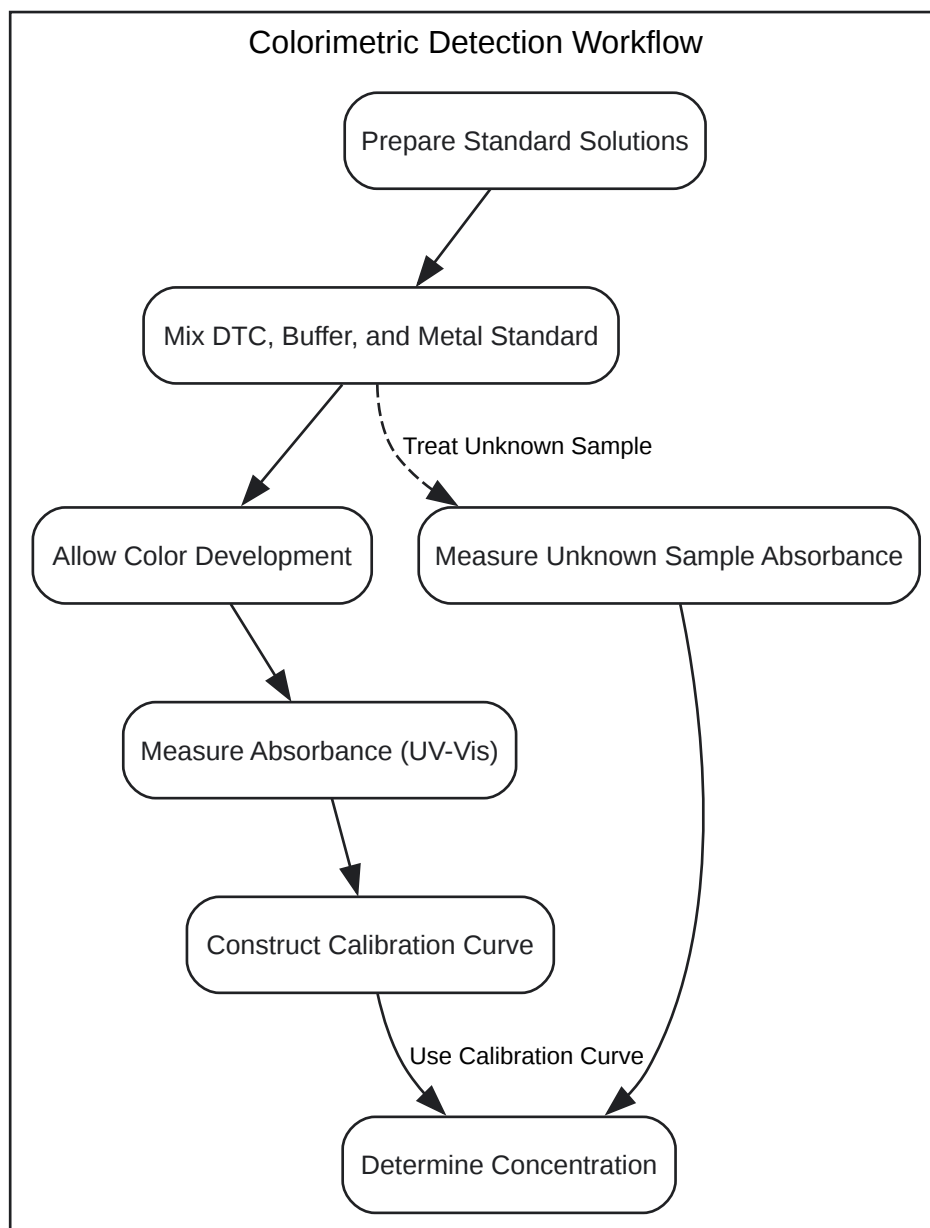 Colorimetric Detection Workflow
Prepare Standard Solutions
Mix DTC, Buffer, and Metal Standard
Treat Unknown Sample
Allow Color Development
Measure Unknown Sample Absorbance
Measure Absorbance (UV-Vis)
Construct Calibration Curve
Use Calibration Curve
Determine Concentration